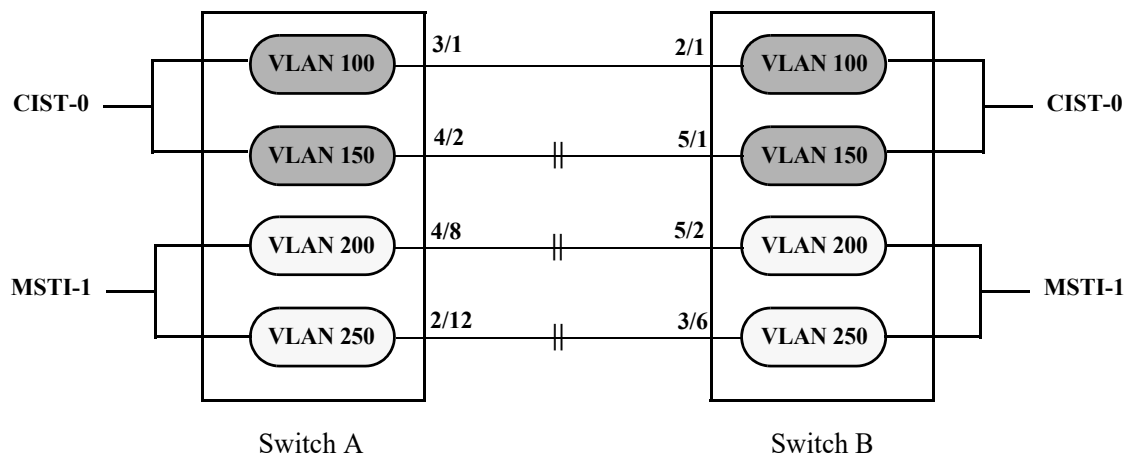 3/1 2/1
VLAN 100 VLAN 100
CIST-0 CIST-0
4/2 5/1
VLAN 150 VLAN 150
4/8 5/2
VLAN 200 VLAN 200
MSTI-1 MSTI-1
2/12 3/6
VLAN 250 VLAN 250
Switch A Switch B